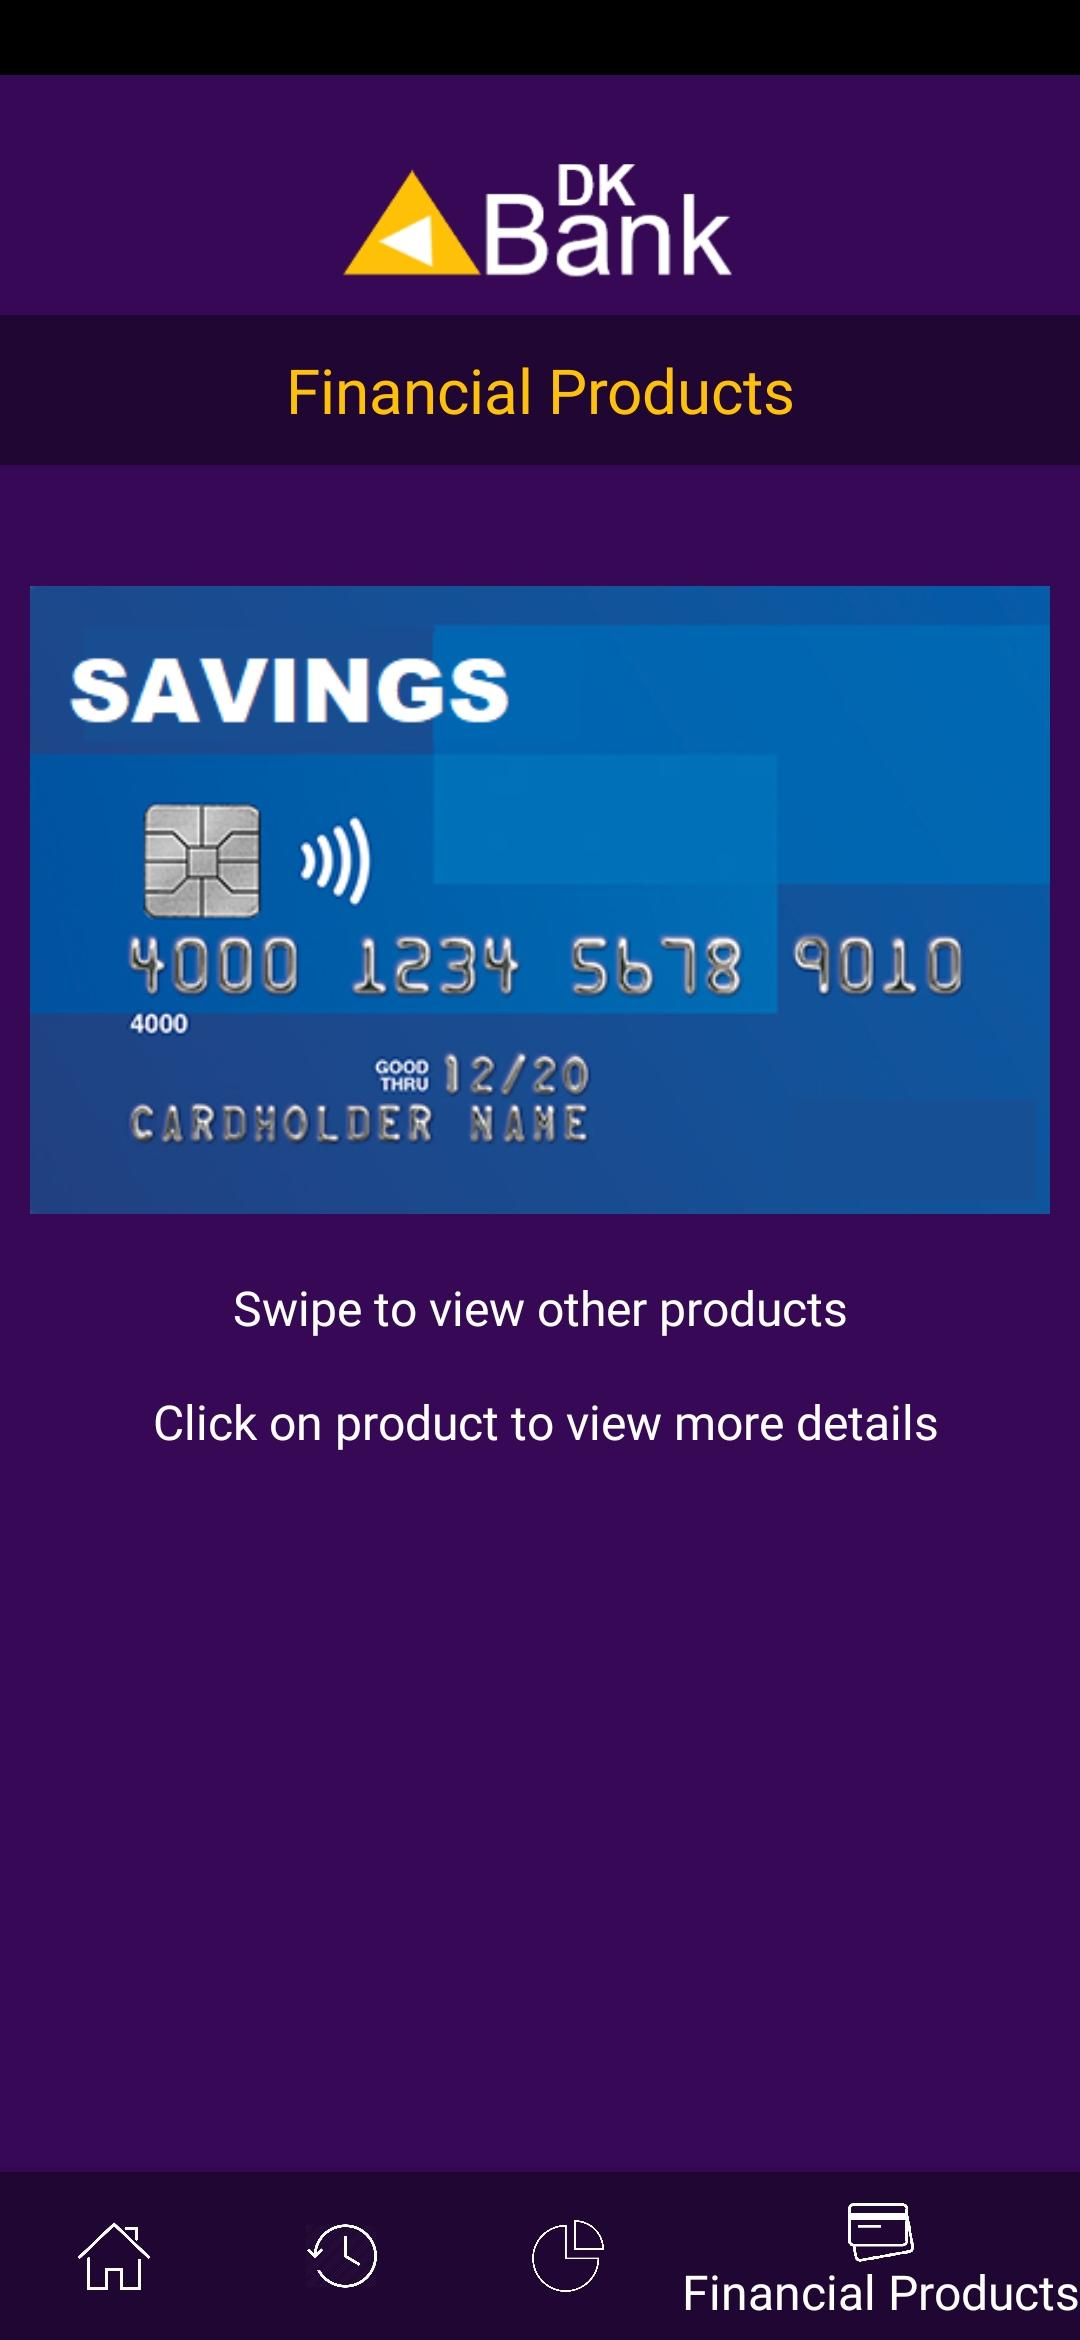 DK
Bank
Financial Products
SAVINGS
4000 1234 5678 9010
4000
GOOD THRU 12/20
CARDHOLDER NAME
Swipe to view other products
Click on product to view more details
Financial Products